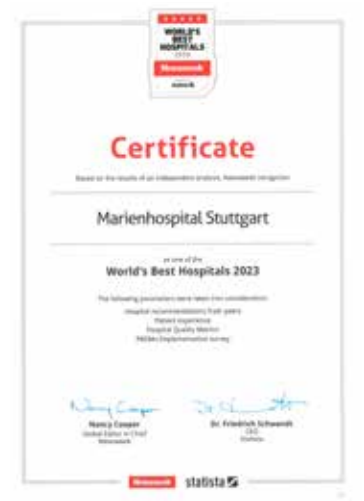 WORLD'S
BEST
HOSPITALS
2023
Newsweek
statista
Certificate
Based on the results of an independent analysis, Newsweek recognizes
Marienhospital Stuttgart
as one of the
World's Best Hospitals 2023
The following parameters were taken into consideration:
Hospital recommendations from peers
Patient experience
Hospital Quality Metrics
PROMs Implementation Survey
Nancy Cooper
Nancy Cooper
Dr. Friedrich Schwandt
Global Editor in Chief
CEO
Newsweek
Statista
Newsweek
statista